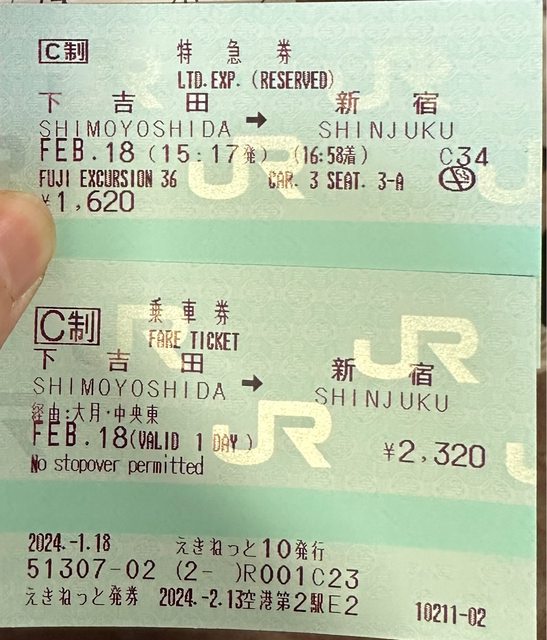 C制 特急券
LTD.EXP.(RESERVED)
下吉田 → 新宿
SHIMOYOSHIDA SHINJUKU
FEB.18(15:17発) (16:58着) C34
FUJI EXCURSION 36 CAR. 3 SEAT. 3-A
¥1,620
C制 乗車券
FARE TICKET
下吉田 → 新宿
SHIMOYOSHIDA SHINJUKU
経由:大月・中央東
FEB.18(VALID 1 DAY) ¥2,320
No stopover permitted
2024.-1.18 えきねっと10発行
51307-02 (2- )R001C23
えきねっと発券 2024.-2.13空港第2駅E2 10211-02
JR
JR
JR
JR